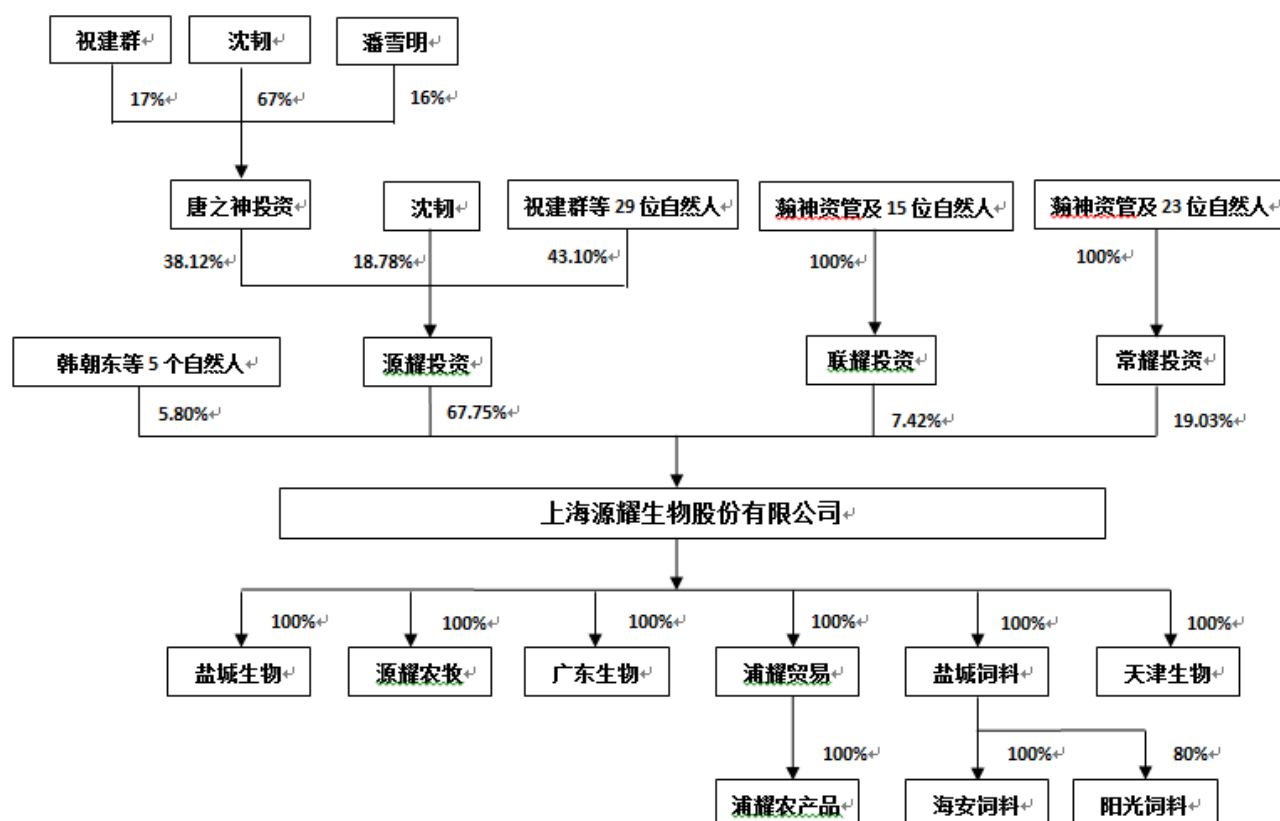 祝建群
沈韧
潘雪明
17%
67%
16%
唐之神投资
沈韧
祝建群等 29 位自然人
瀚神资管及 15 位自然人
瀚神资管及 23 位自然人
38.12%
18.78%
43.10%
100%
100%
韩朝东等 5 个自然人
源耀投资
联耀投资
常耀投资
5.80%
67.75%
7.42%
19.03%
上海源耀生物股份有限公司
100%
100%
100%
100%
100%
100%
盐城生物
源耀农牧
广东生物
浦耀贸易
盐城饲料
天津生物
100%
100%
80%
浦耀农产品
海安饲料
阳光饲料